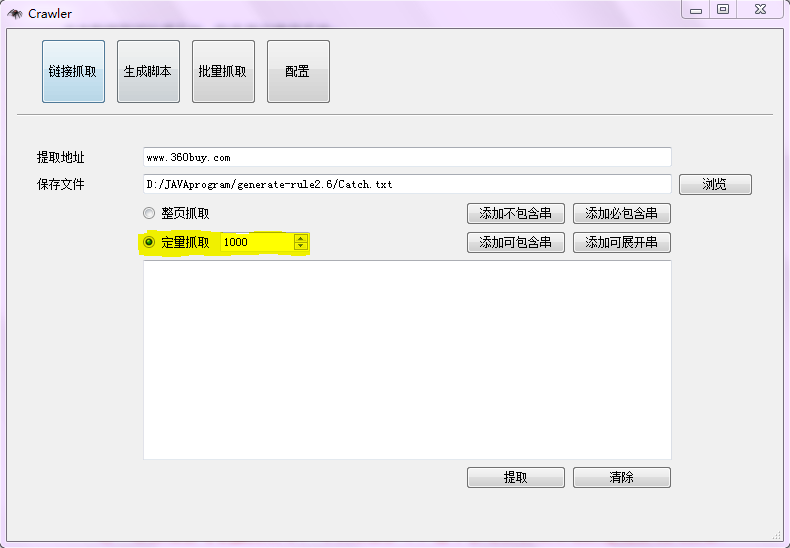 Crawler
链接抓取 生成脚本 批量抓取 配置
提取地址 www.360buy.com
保存文件 D:/JAVAprogram/generate-rule2.6/Catch.txt 浏览
整页抓取 添加不包含串 添加必包含串
定量抓取 1000 添加可包含串 添加可展开串
提取 清除